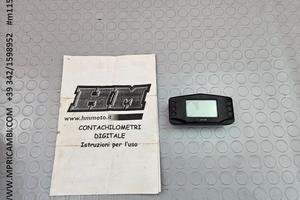 WWW.MPRICAMBI.COM +39 342/1598952 #m115
HM
www.hmmoto.it
CONTACHILOMETRI
DIGITALE
Istruzioni per l'uso